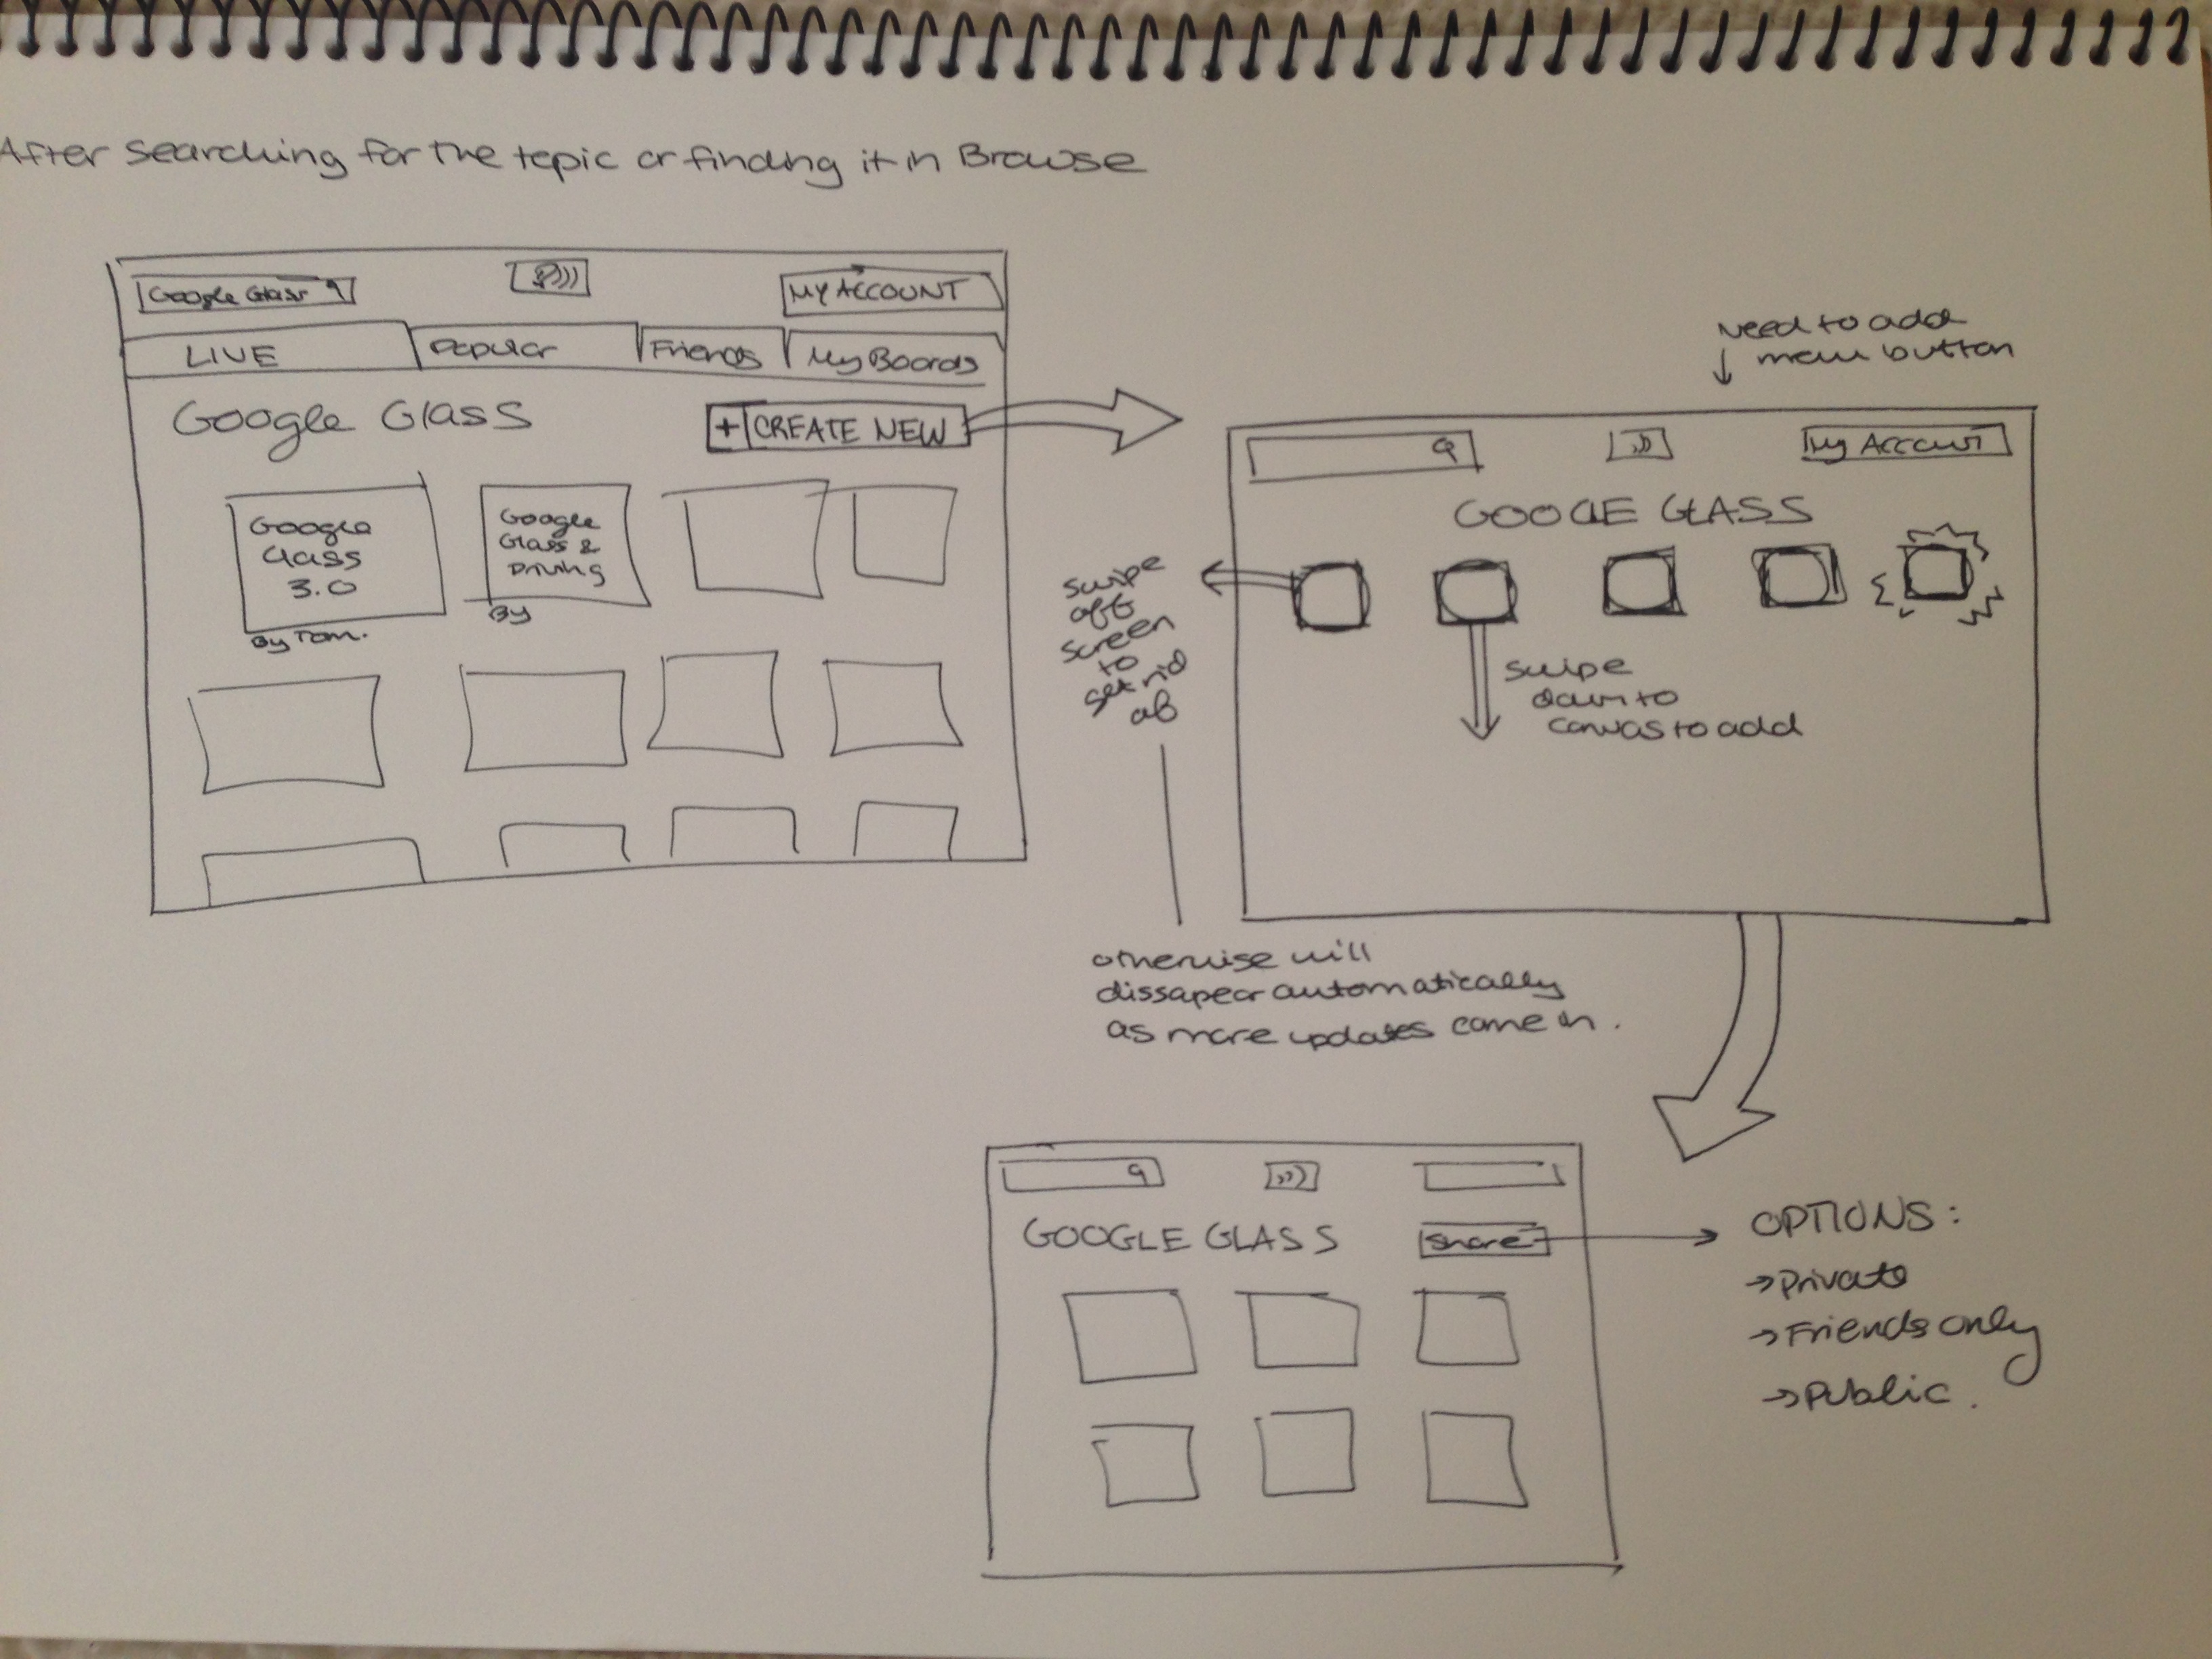 After Searching for the topic or finding it in Browse
Google Glass
MY ACCOUNT
LIVE
Popular
Friends
My Boards
Google Glass
+ CREATE NEW
Google
Glass
3.0
By Tom.
Google
Glass &
Driving
By
Need to add
menu button
My Account
GOOGLE GLASS
swipe
off
screen
to
get rid
of
swipe
down to
canvas to add
otherwise will
dissapear automatically
as more updates come in.
GOOGLE GLASS
share
OPTIONS:
→ Private
→ Friends only
→ Public.